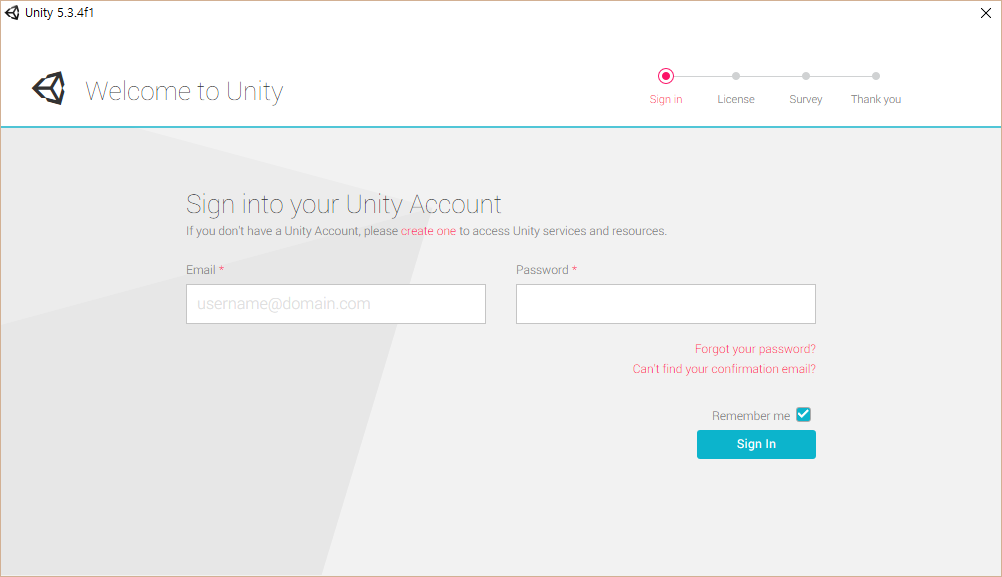 Unity 5.3.4f1
Welcome to Unity
Sign in License Survey Thank you
Sign into your Unity Account
If you don't have a Unity Account, please create one to access Unity services and resources.
Email * Password *
username@domain.com
Forgot your password?
Can't find your confirmation email?
Remember me
Sign In